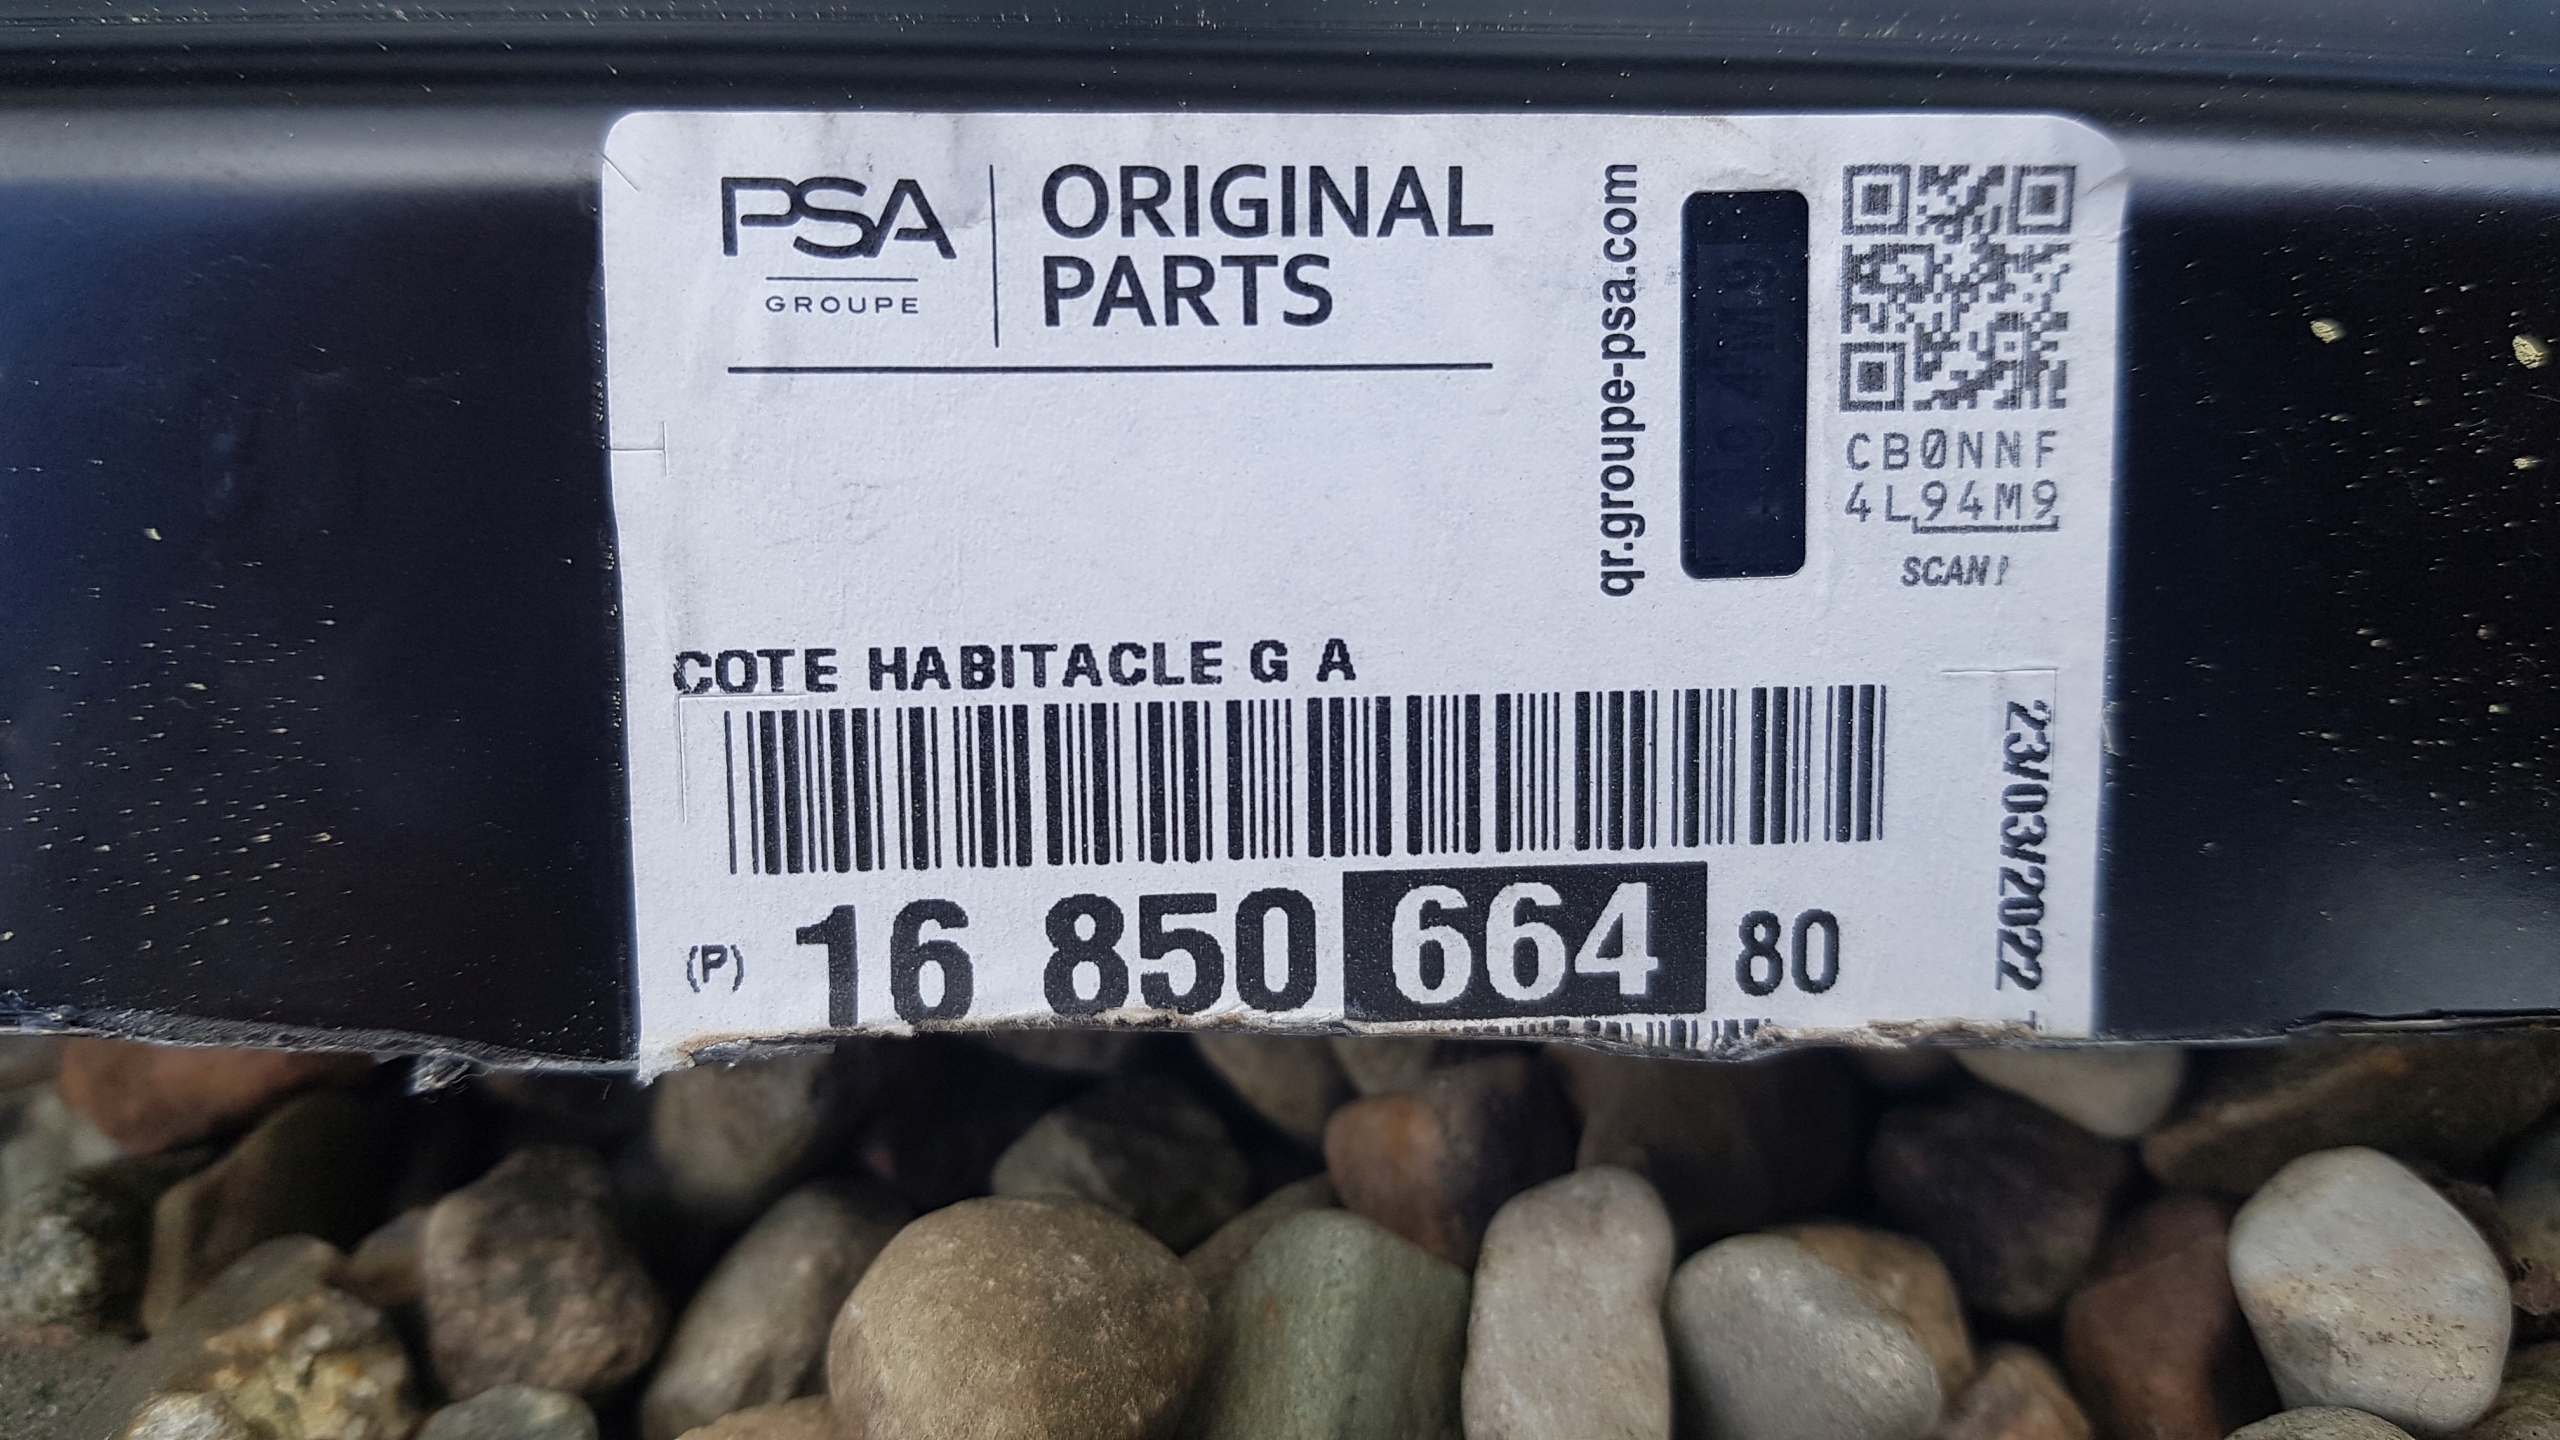 PSA
GROUPE
ORIGINAL
PARTS
qr.groupe-psa.com
CB0NNF
4L94M9
SCAN!
COTE HABITACLE G A
23/03/2022
(P) 16 850 664 80